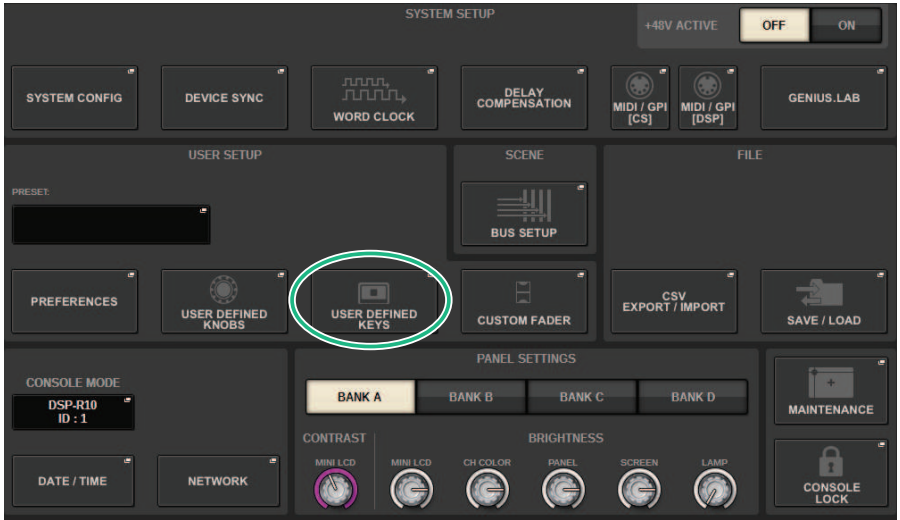 SYSTEM SETUP
+48V ACTIVE
OFF
ON
SYSTEM CONFIG
DEVICE SYNC
WORD CLOCK
DELAY
COMPENSATION
MIDI / GPI
[CS]
MIDI / GPI
[DSP]
GENIUS.LAB
USER SETUP
SCENE
FILE
PRESET:
BUS SETUP
PREFERENCES
USER DEFINED
KNOBS
USER DEFINED
KEYS
CUSTOM FADER
CSV
EXPORT / IMPORT
SAVE / LOAD
CONSOLE MODE
DSP-R10
ID : 1
DATE / TIME
NETWORK
PANEL SETTINGS
BANK A
BANK B
BANK C
BANK D
CONTRAST
BRIGHTNESS
MINI LCD
MINI LCD
CH COLOR
PANEL
SCREEN
LAMP
MAINTENANCE
CONSOLE
LOCK